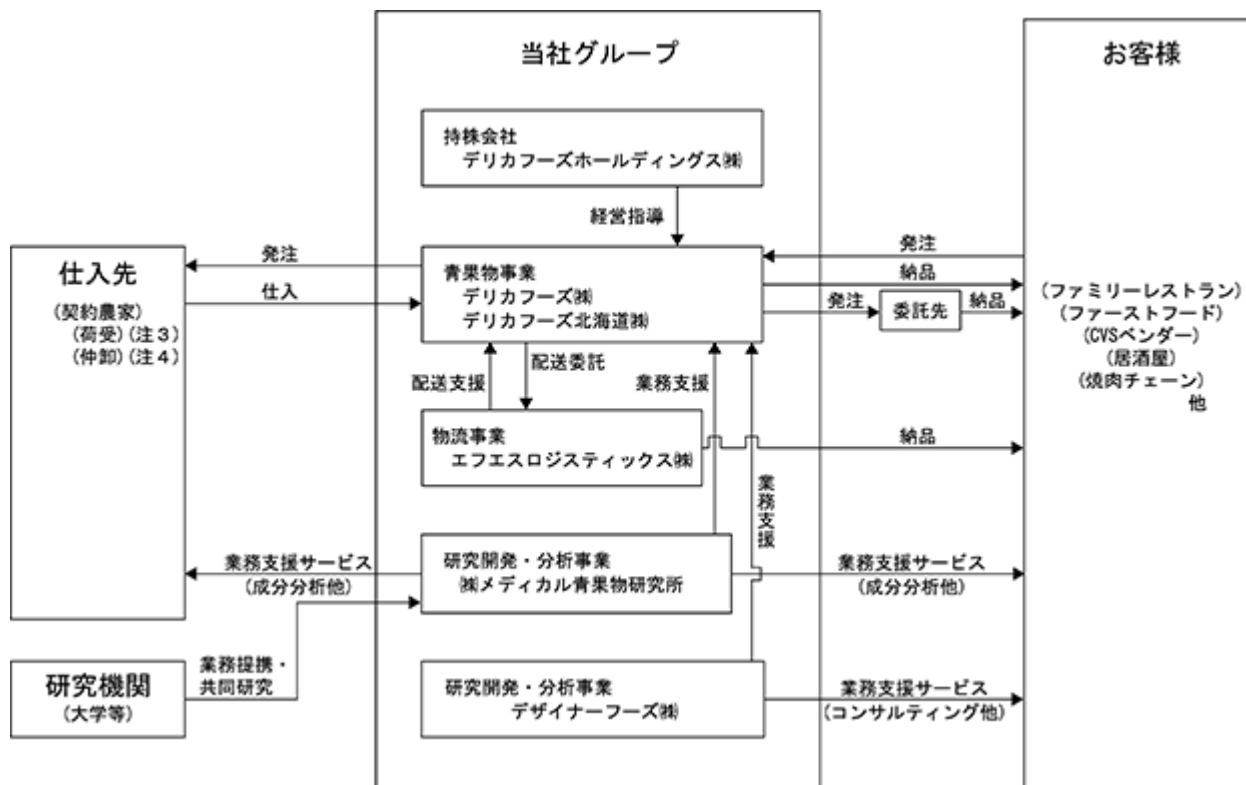 当社グループ
お客様
持株会社
デリカフーズホールディングス㈱
経営指導
発注
仕入
仕入先
(契約農家)
(荷受)(注3)
(仲卸)(注4)
青果物事業
デリカフーズ㈱
デリカフーズ北海道㈱
発注
納品
発注
委託先
納品
(ファミリーレストラン)
(ファーストフード)
(CVSベンダー)
(居酒屋)
(焼肉チェーン)
他
配送支援
配送委託
業務支援
物流事業
エフエスロジスティックス㈱
納品
業務支援
業務支援サービス
(成分分析他)
研究開発・分析事業
㈱メディカル青果物研究所
業務支援サービス
(成分分析他)
研究機関
(大学等)
業務提携・
共同研究
研究開発・分析事業
デザイナーフーズ㈱
業務支援サービス
(コンサルティング他)